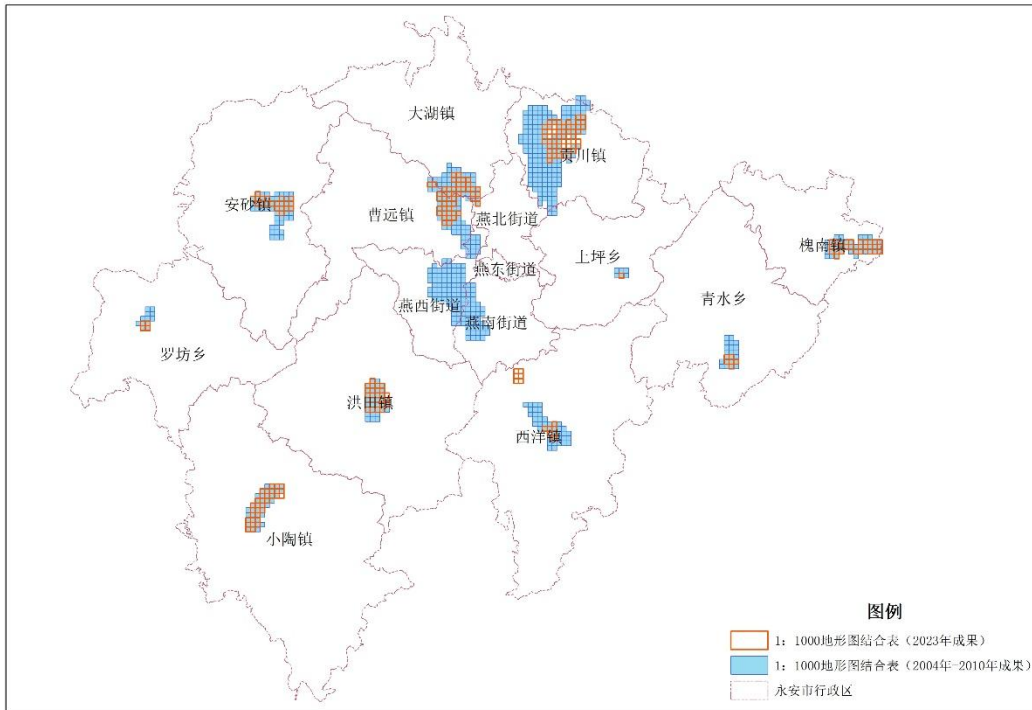 大湖镇
贡川镇
安砂镇
曹远镇
燕北街道
槐南镇
上坪乡
燕东街道
青水乡
燕西街道
燕南街道
罗坊乡
洪田镇
西洋镇
小陶镇
图例
1：1000地形图结合表（2023年成果）
1：1000地形图结合表（2004年-2010年成果）
永安市行政区